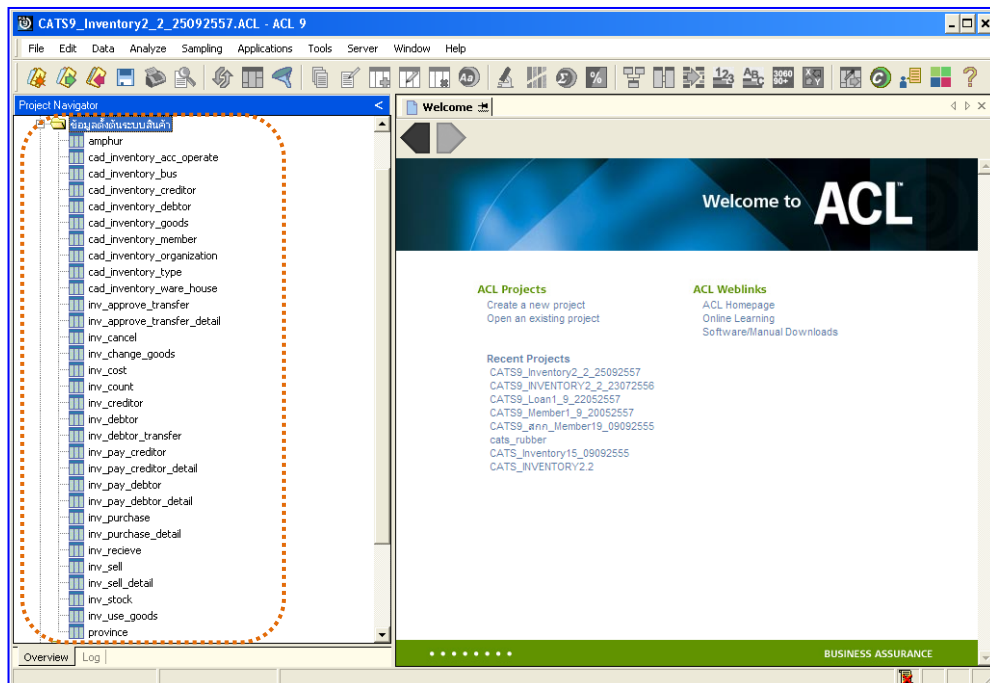 CATS9_Inventory2_2_25092557.ACL - ACL 9
File Edit Data Analyze Sampling Applications Tools Server Window Help
Project Navigator <
ข้อมูลตั้งต้นระบบสินค้า
amphur
cad_inventory_acc_operate
cad_inventory_bus
cad_inventory_creditor
cad_inventory_debtor
cad_inventory_goods
cad_inventory_member
cad_inventory_organization
cad_inventory_type
cad_inventory_ware_house
inv_approve_transfer
inv_approve_transfer_detail
inv_cancel
inv_change_goods
inv_cost
inv_count
inv_creditor
inv_debtor
inv_debtor_transfer
inv_pay_creditor
inv_pay_creditor_detail
inv_pay_debtor
inv_pay_debtor_detail
inv_purchase
inv_purchase_detail
inv_recieve
inv_sell
inv_sell_detail
inv_stock
inv_use_goods
province
Overview Log
Welcome
Welcome to ACL™
ACL Projects
Create a new project
Open an existing project
Recent Projects
CATS9_Inventory2_2_25092557
CATS9_INVENTORY2_2_23072556
CATS9_Loan1_9_22052557
CATS9_Member1_9_20052557
CATS9_สตท_Member19_09092555
cats_rubber
CATS_Inventory15_09092555
CATS_INVENTORY2.2
ACL Weblinks
ACL Homepage
Online Learning
Software/Manual Downloads
BUSINESS ASSURANCE